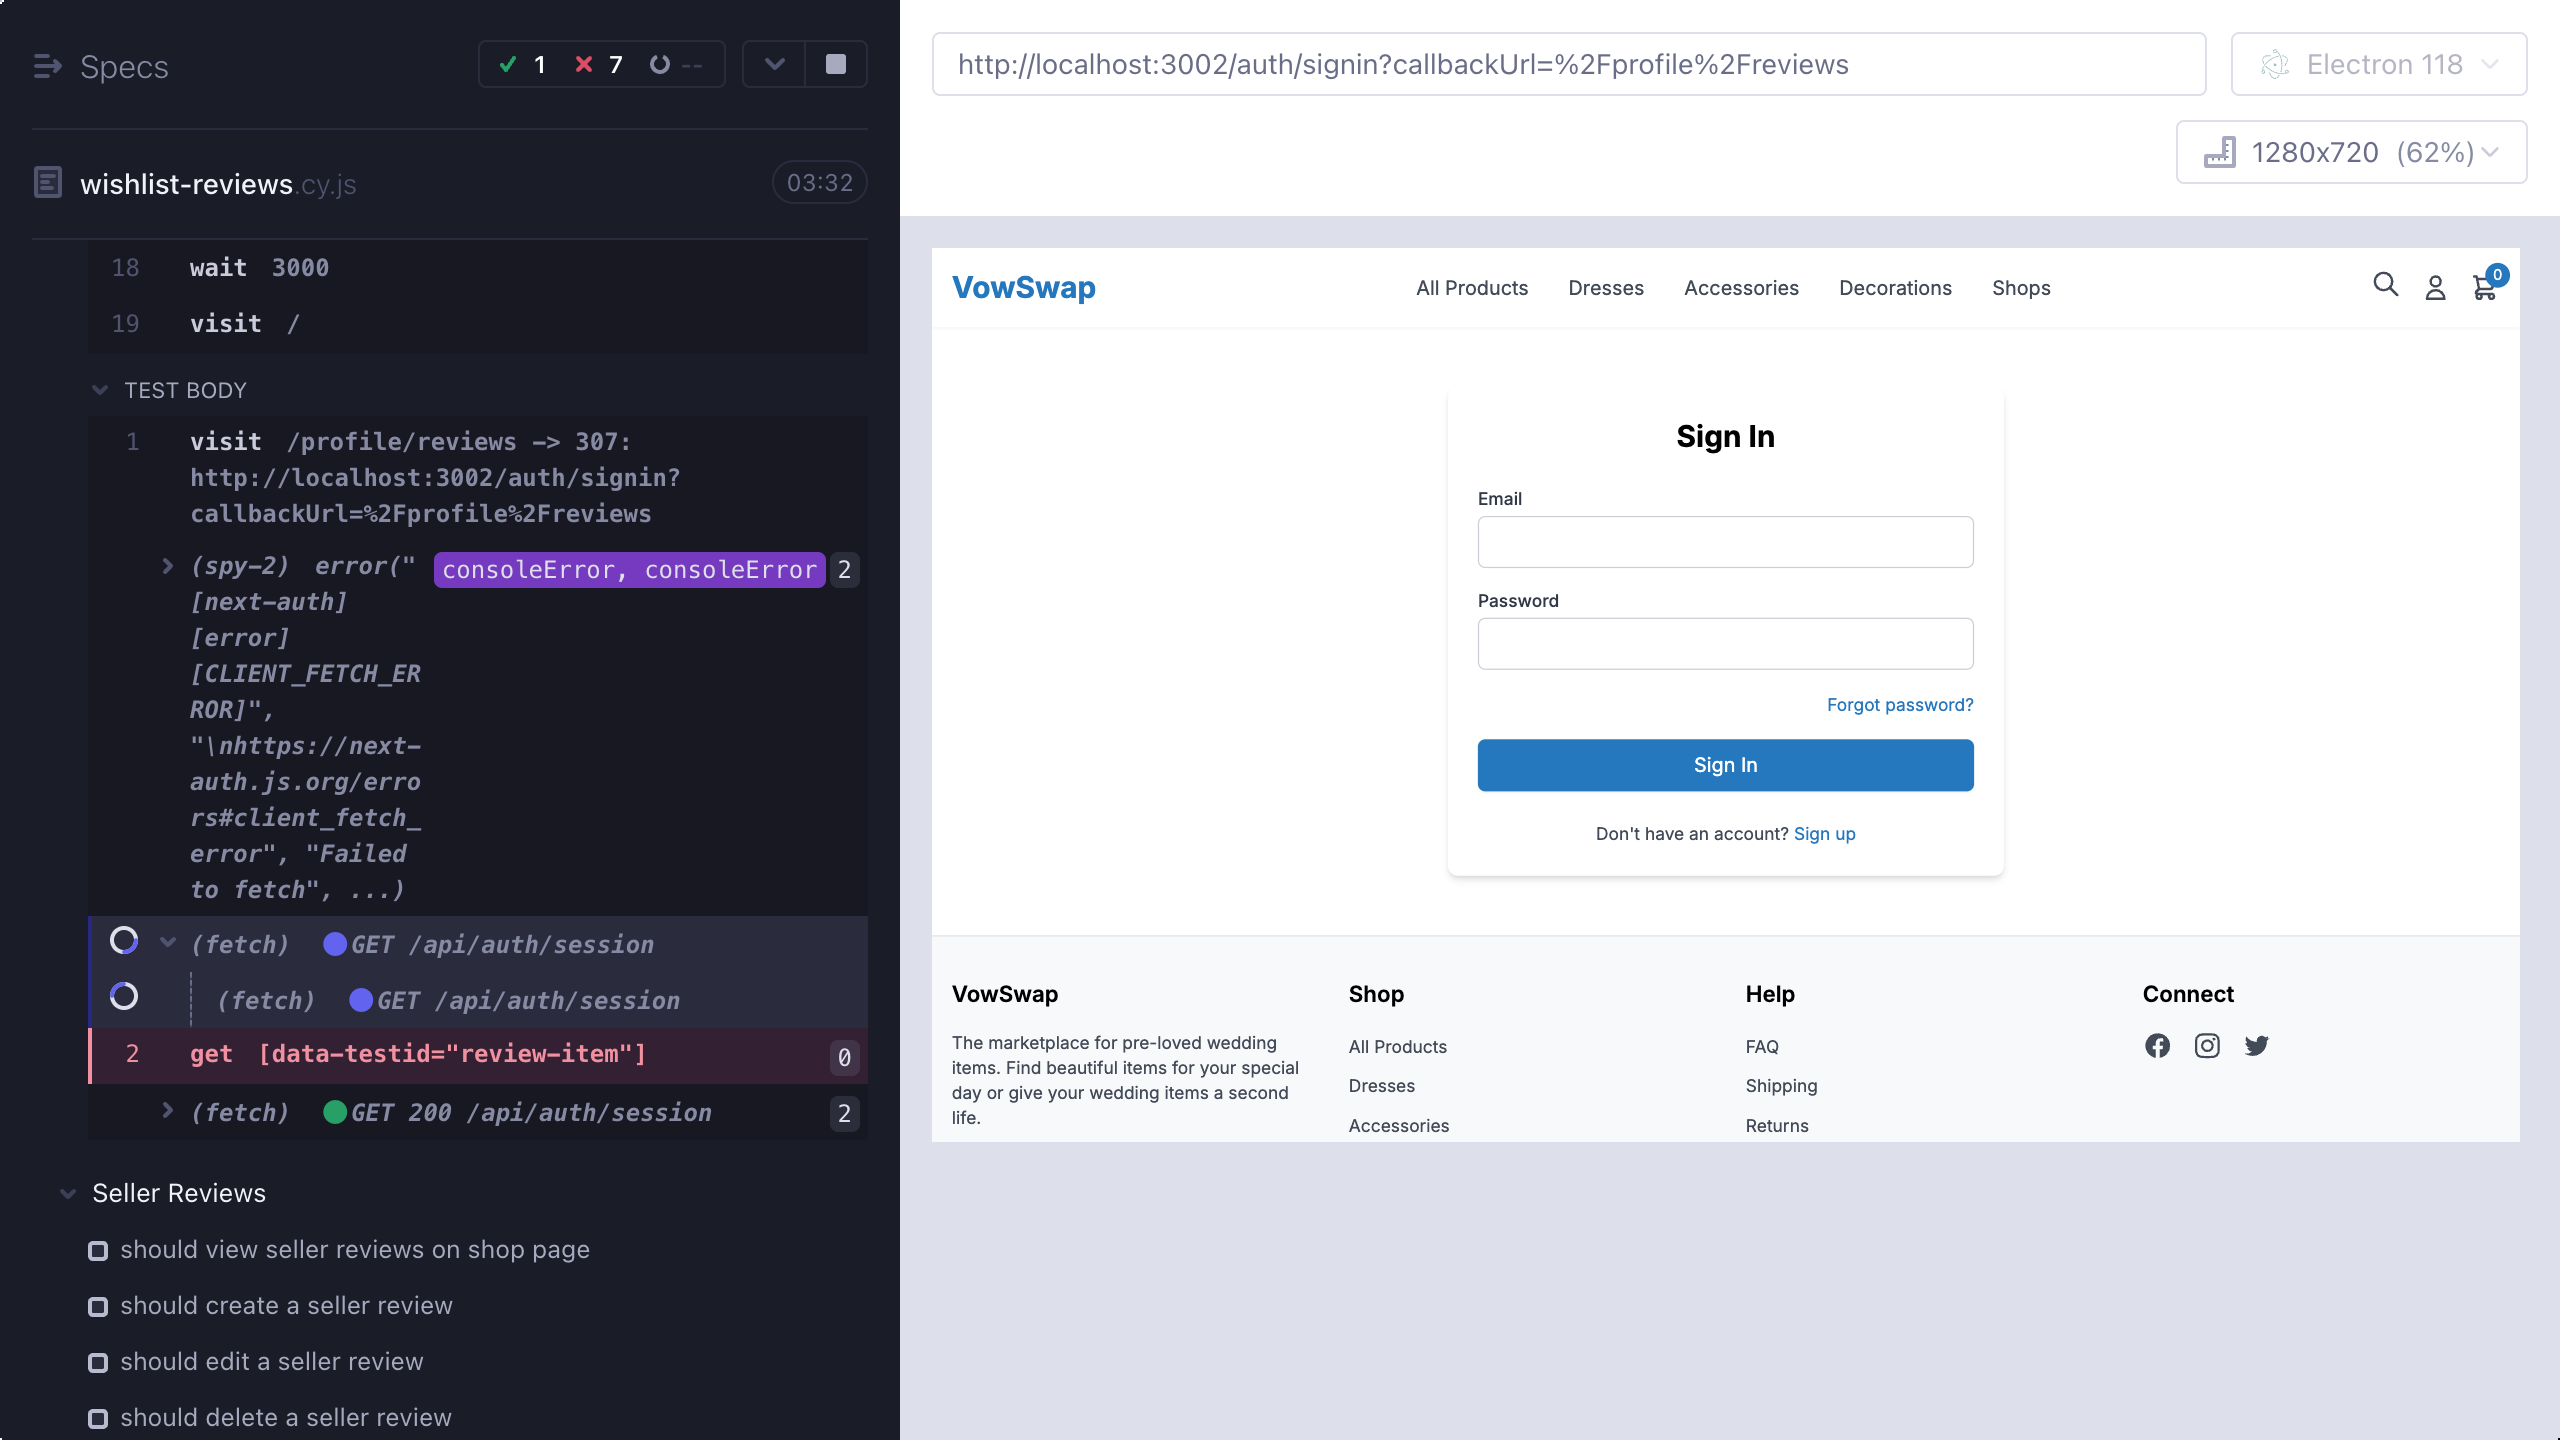 Specs
1 7 --
wishlist-reviews.cy.js 03:32
18 wait 3000
19 visit /
TEST BODY
1 visit /profile/reviews -> 307:
http://localhost:3002/auth/signin?
callbackUrl=%2Fprofile%2Freviews
(spy-2) error(" consoleError, consoleError 2
[next-auth]
[error]
[CLIENT_FETCH_ER
ROR]",
"\nhttps://next-
auth.js.org/erro
rs#client_fetch_
error", "Failed
to fetch", ...)
(fetch) GET /api/auth/session
(fetch) GET /api/auth/session
2 get [data-testid="review-item"] 0
(fetch) GET 200 /api/auth/session 2
Seller Reviews
should view seller reviews on shop page
should create a seller review
should edit a seller review
should delete a seller review
http://localhost:3002/auth/signin?callbackUrl=%2Fprofile%2Freviews
Electron 118
1280x720 (62%)
VowSwap
All Products Dresses Accessories Decorations Shops
0
Sign In
Email
Password
Forgot password?
Sign In
Don't have an account? Sign up
VowSwap
The marketplace for pre-loved wedding
items. Find beautiful items for your special
day or give your wedding items a second
life.
Shop
All Products
Dresses
Accessories
Help
FAQ
Shipping
Returns
Connect